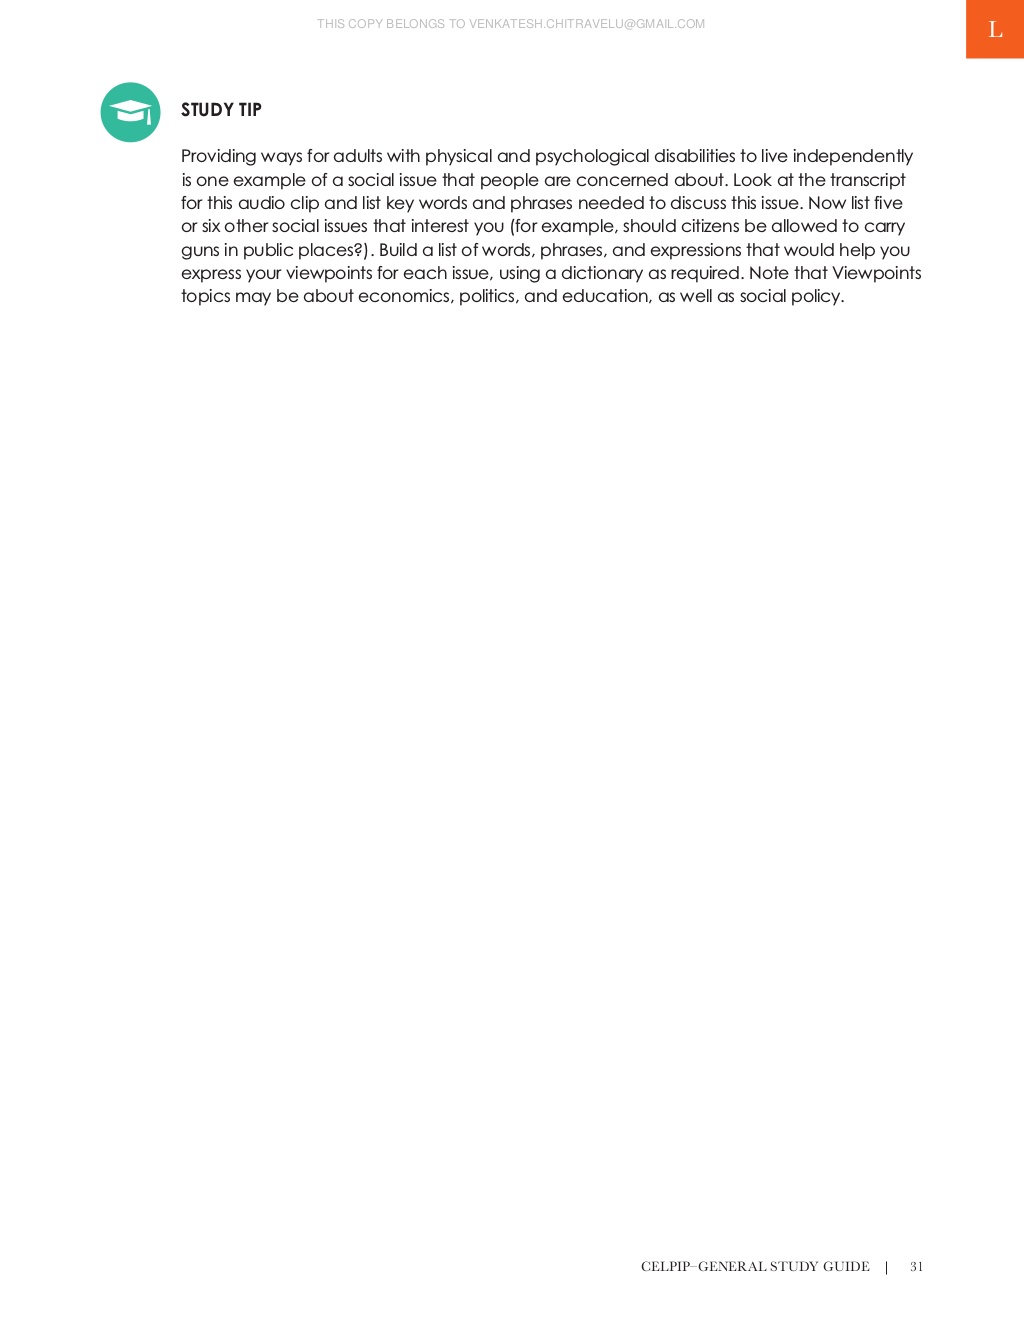 THIS COPY BELONGS TO VENKATESH.CHITRAVELU@GMAIL.COM
L
STUDY TIP
Providing ways for adults with physical and psychological disabilities to live independently
is one example of a social issue that people are concerned about. Look at the transcript
for this audio clip and list key words and phrases needed to discuss this issue. Now list five
or six other social issues that interest you (for example, should citizens be allowed to carry
guns in public places?). Build a list of words, phrases, and expressions that would help you
express your viewpoints for each issue, using a dictionary as required. Note that Viewpoints
topics may be about economics, politics, and education, as well as social policy.
CELPIP–GENERAL STUDY GUIDE | 31